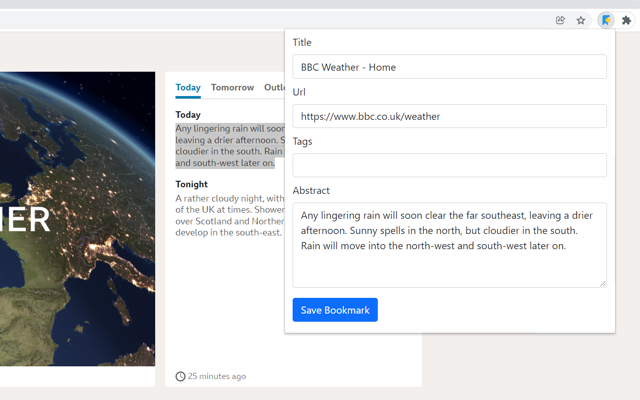 Title
BBC Weather - Home
Url
https://www.bbc.co.uk/weather
Tags
Abstract
Any lingering rain will soon clear the far southeast, leaving a drier
afternoon. Sunny spells in the north, but cloudier in the south.
Rain will move into the north-west and south-west later on.
Save Bookmark
Today Tomorrow
Today
Any lingering rain will soon
leaving a drier afternoon. S
cloudier in the south. Rain
and south-west later on.
Tonight
A rather cloudy night, with
of the UK at times. Shower
over Scotland and Norther
develop in the south-east.
25 minutes ago
HER